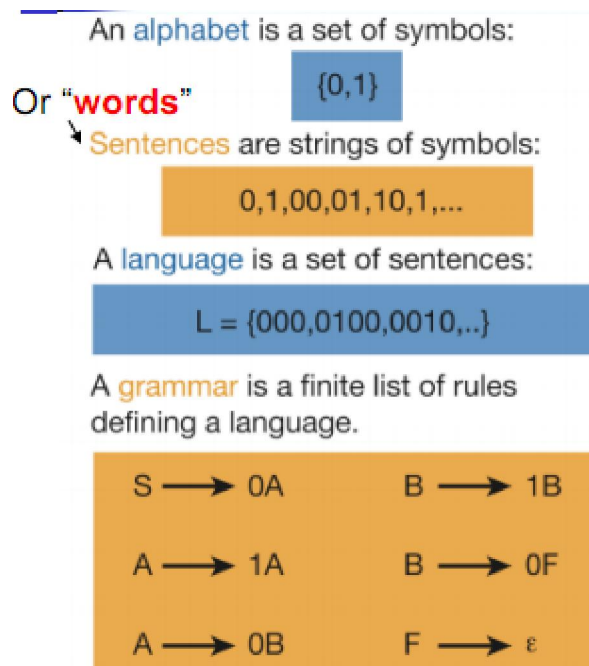 An alphabet is a set of symbols:
{0,1}
Or “words”
Sentences are strings of symbols:
0,1,00,01,10,1,...
A language is a set of sentences:
L = {000,0100,0010,..}
A grammar is a finite list of rules
defining a language.
S ⟶ 0A B ⟶ 1B
A ⟶ 1A B ⟶ 0F
A ⟶ 0B F ⟶ ε